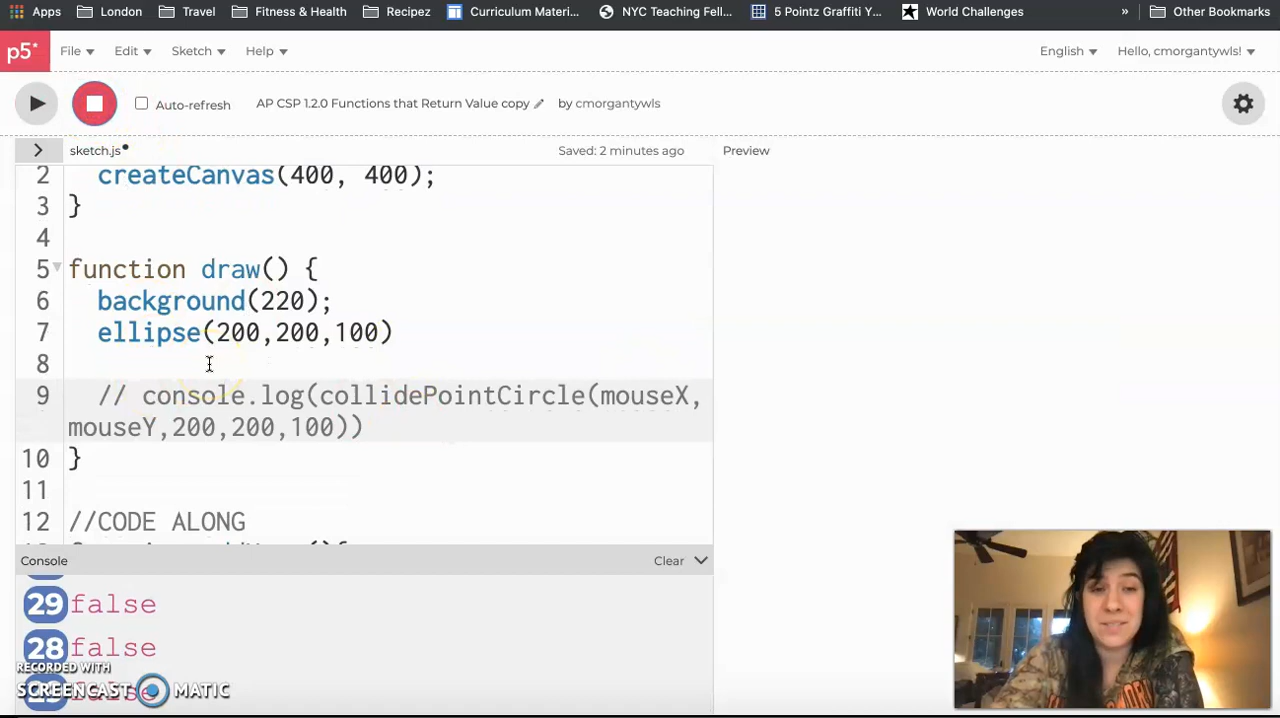 Apps London Travel Fitness & Health Recipez Curriculum Materi... NYC Teaching Fell... 5 Pointz Graffiti Y... World Challenges » Other Bookmarks
p5* File Edit Sketch Help English Hello, cmorgantywls!
Auto-refresh AP CSP 1.2.0 Functions that Return Value copy by cmorgantywls
sketch.js Saved: 2 minutes ago Preview
2 createCanvas(400, 400);
3 }
4
5 function draw() {
6 background(220);
7 ellipse(200,200,100)
8
9 // console.log(collidePointCircle(mouseX,
mouseY,200,200,100))
10 }
11
12 //CODE ALONG
Console Clear
29 false
28 false
RECORDED WITH
SCREENCAST MATIC